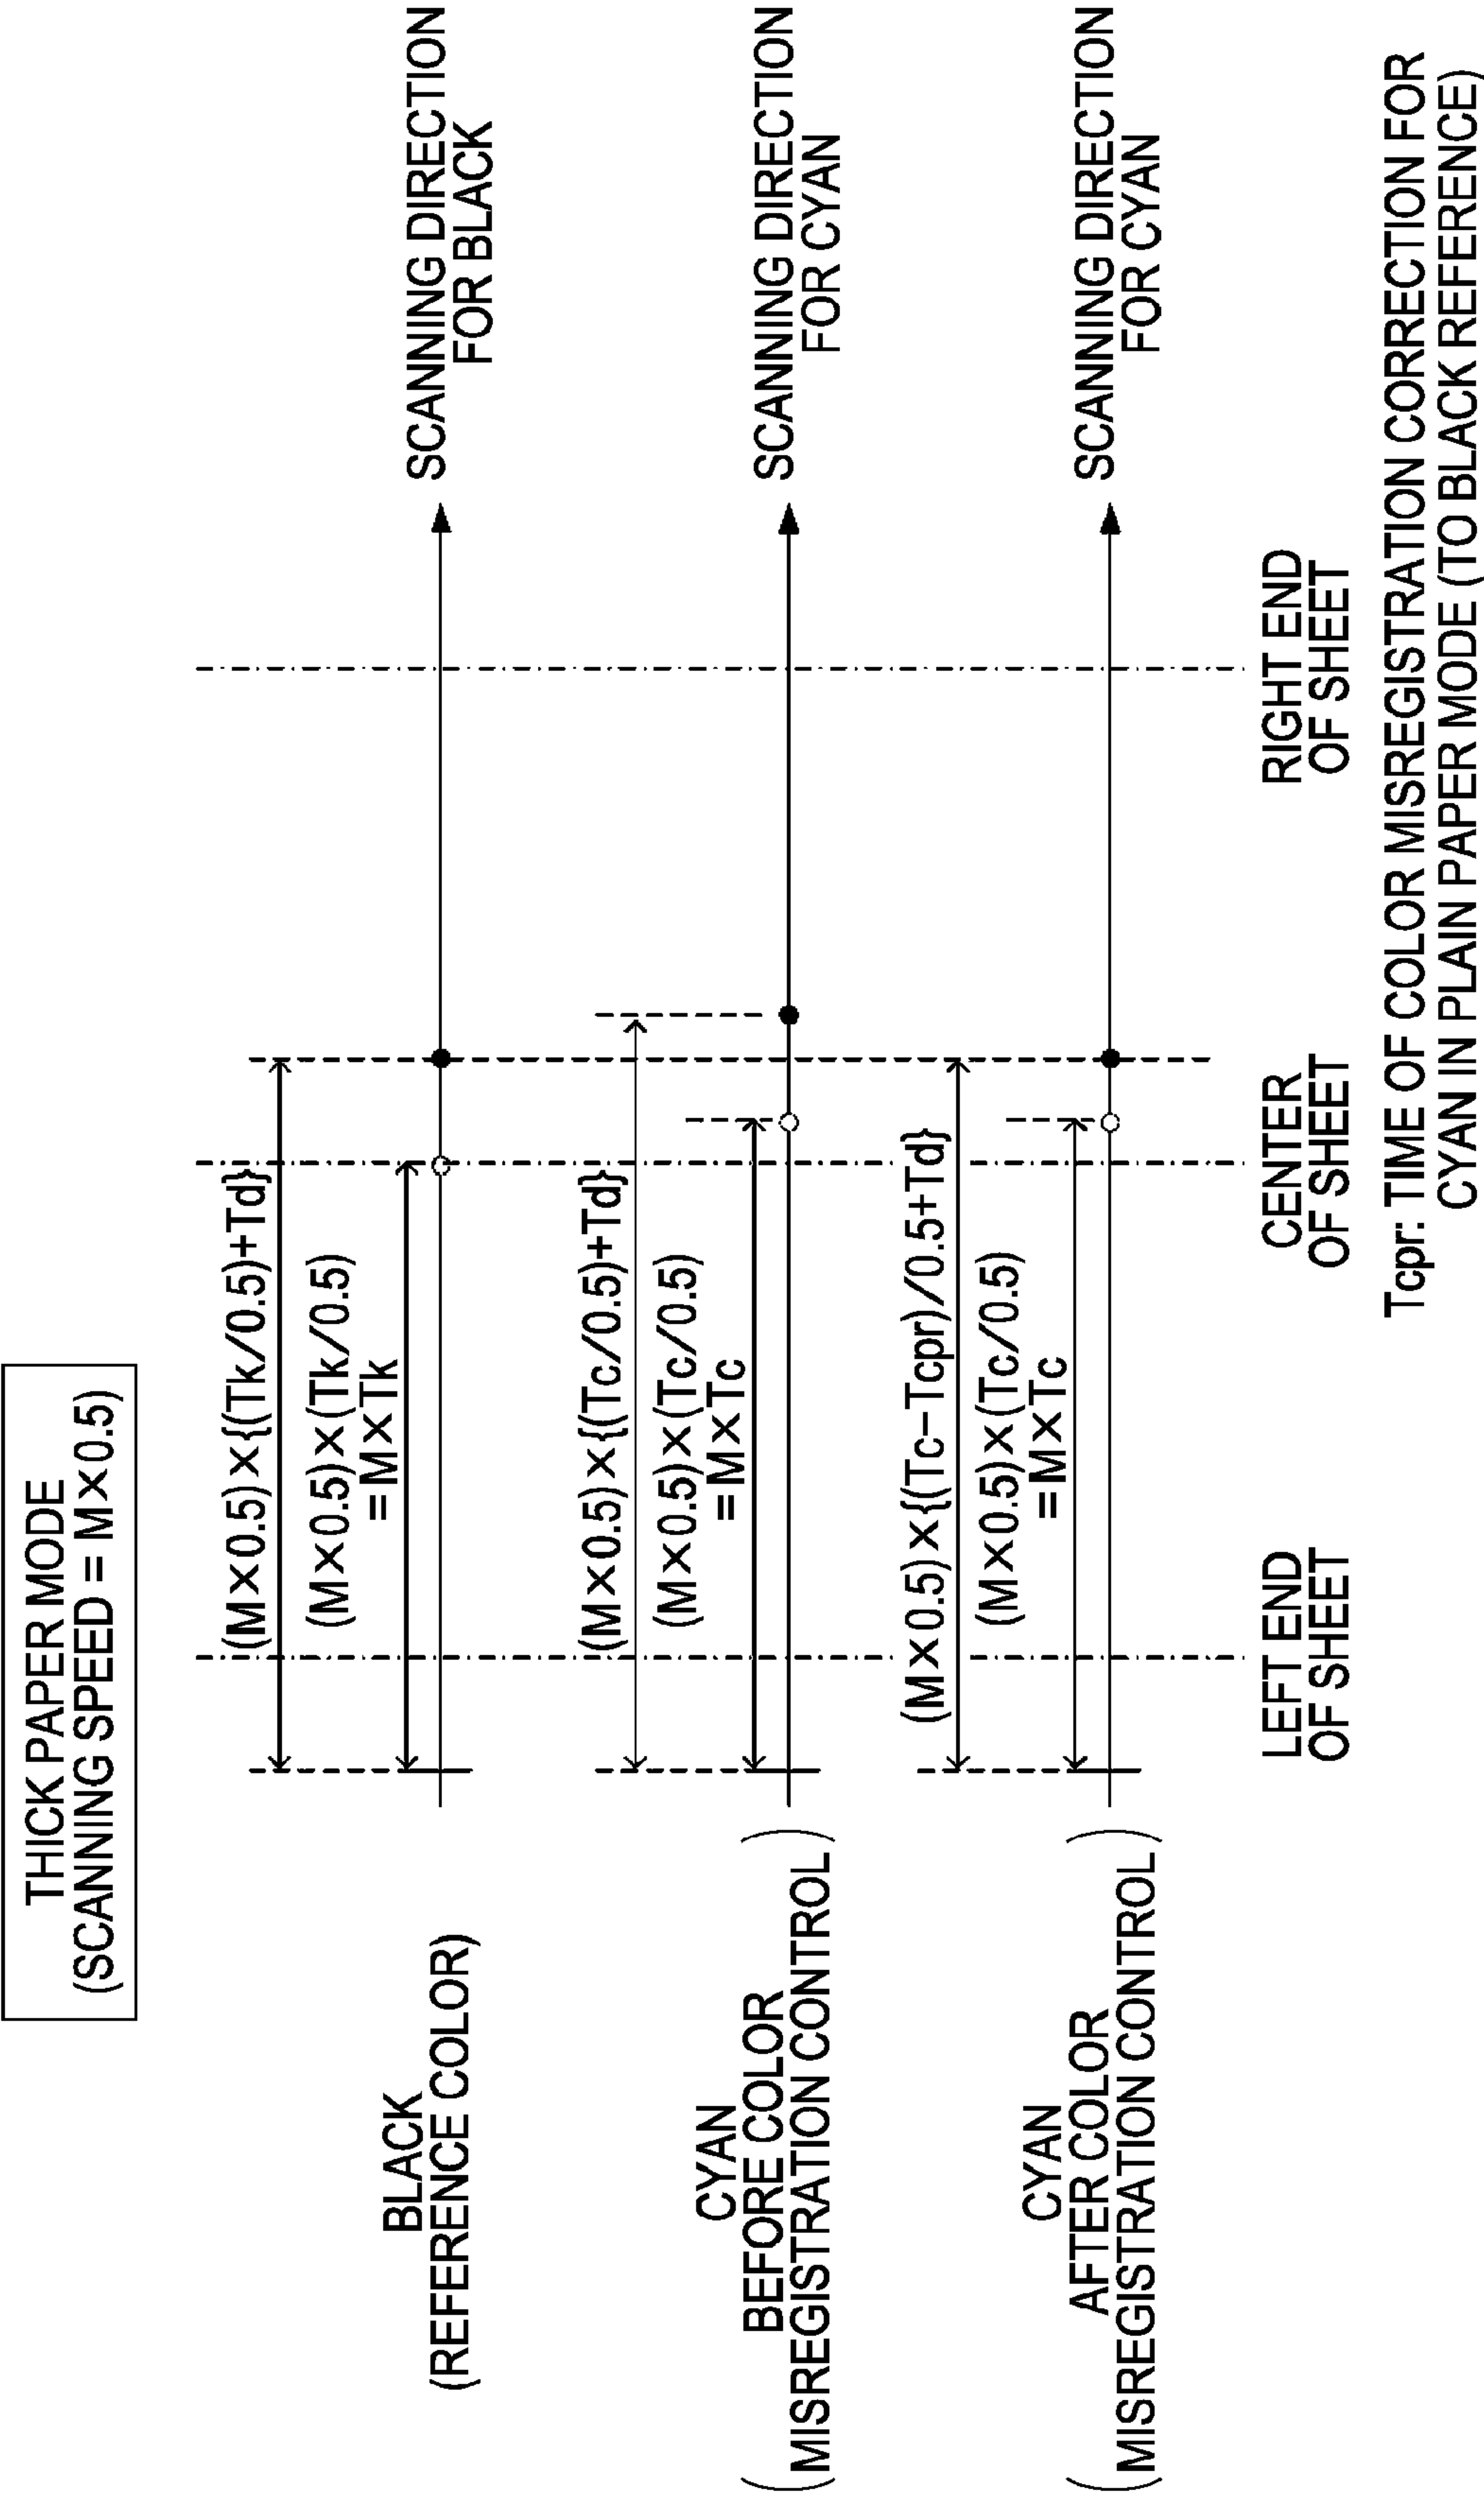 THICK PAPER MODE
(SCANNING SPEED = M×0.5)
BLACK
(REFERENCE COLOR)
(M×0.5)×{(Tk/0.5)+Td}
(M×0.5)×(Tk/0.5)
=M×Tk
SCANNING DIRECTION
FOR BLACK
CYAN
BEFORE COLOR
(MISREGISTRATION CONTROL)
(M×0.5)×{(Tc/0.5)+Td}
(M×0.5)×(Tc/0.5)
=M×Tc
SCANNING DIRECTION
FOR CYAN
CYAN
AFTER COLOR
(MISREGISTRATION CONTROL)
(M×0.5)×{(Tc-Tcpr)/0.5+Td}
(M×0.5)×(Tc/0.5)
=M×Tc
SCANNING DIRECTION
FOR CYAN
LEFT END
OF SHEET
CENTER
OF SHEET
RIGHT END
OF SHEET
Tcpr: TIME OF COLOR MISREGISTRATION CORRECTION FOR
CYAN IN PLAIN PAPER MODE (TO BLACK REFERENCE)